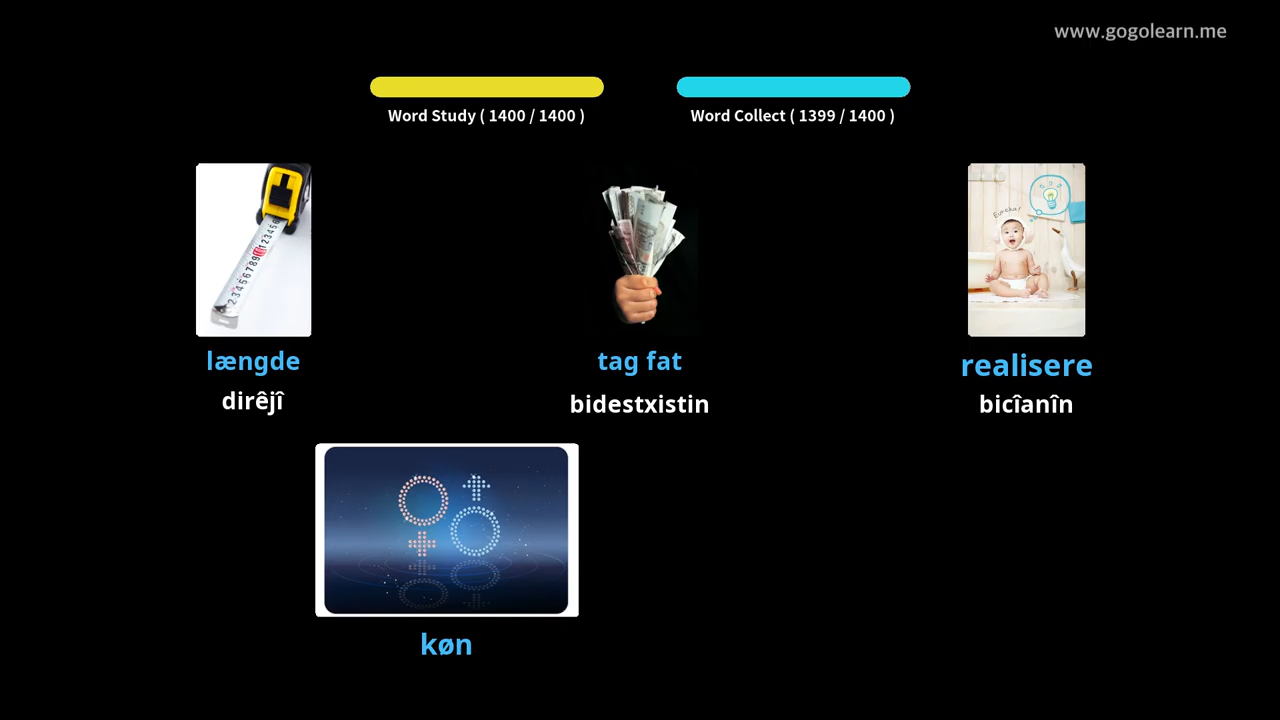 www.gogolearn.me
Word Study ( 1400 / 1400 )
Word Collect ( 1399 / 1400 )
Eureka!
længde
tag fat
realisere
dirêjî
bidestxistin
bicîanîn
køn